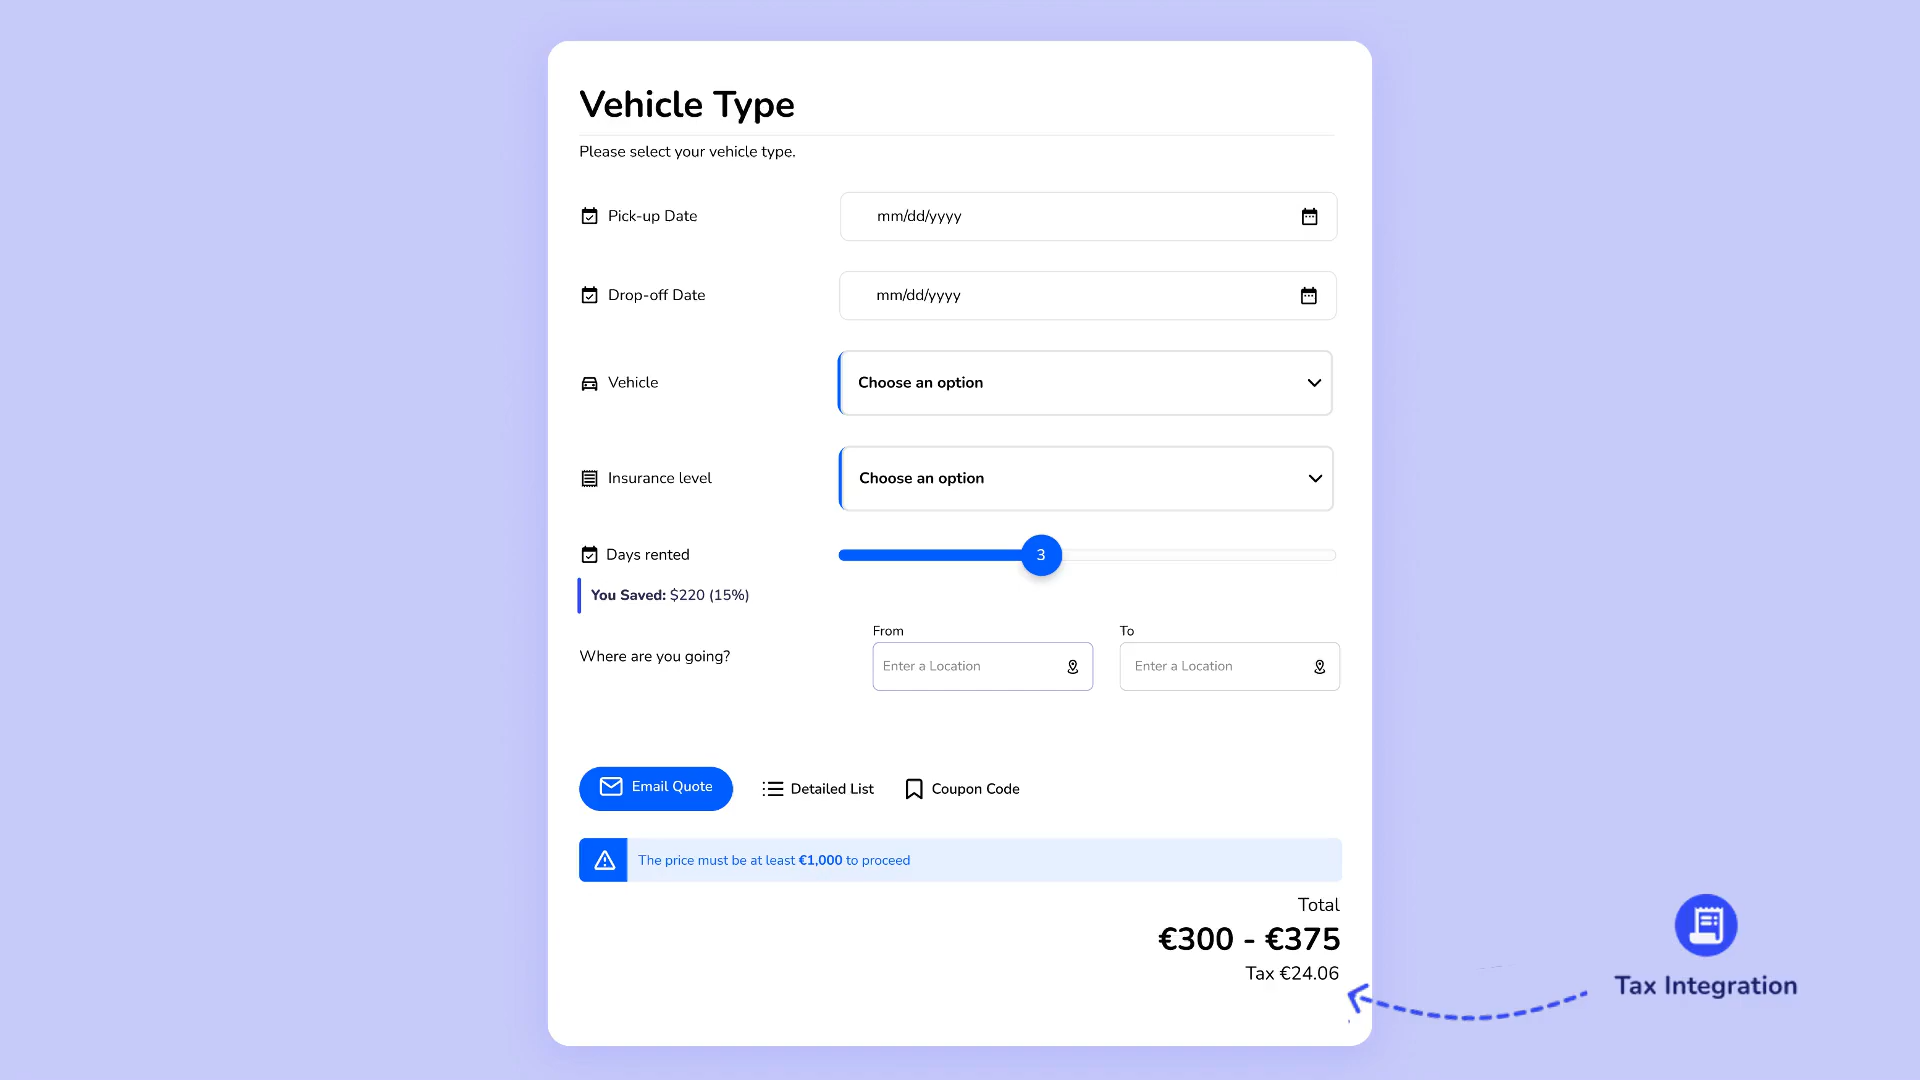 Vehicle Type
Please select your vehicle type.
Pick-up Date
mm/dd/yyyy
Drop-off Date
mm/dd/yyyy
Vehicle
Choose an option
Insurance level
Choose an option
Days rented
3
You Saved: $220 (15%)
Where are you going?
From
Enter a Location
To
Enter a Location
Email Quote
Detailed List
Coupon Code
The price must be at least €1,000 to proceed
Total
€300 - €375
Tax €24.06
Tax Integration